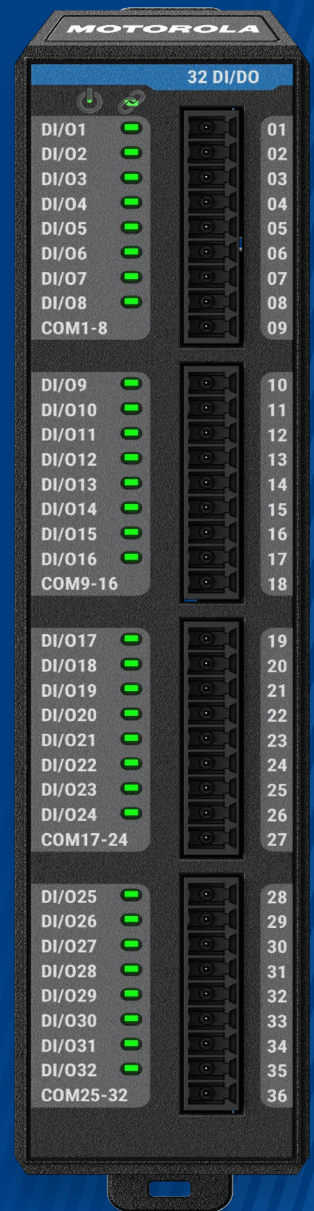 MOTOROLA
32 DI/DO
DI/O1 01
DI/O2 02
DI/O3 03
DI/O4 04
DI/O5 05
DI/O6 06
DI/O7 07
DI/O8 08
COM1-8 09
DI/O9 10
DI/O10 11
DI/O11 12
DI/O12 13
DI/O13 14
DI/O14 15
DI/O15 16
DI/O16 17
COM9-16 18
DI/O17 19
DI/O18 20
DI/O19 21
DI/O20 22
DI/O21 23
DI/O22 24
DI/O23 25
DI/O24 26
COM17-24 27
DI/O25 28
DI/O26 29
DI/O27 30
DI/O28 31
DI/O29 32
DI/O30 33
DI/O31 34
DI/O32 35
COM25-32 36